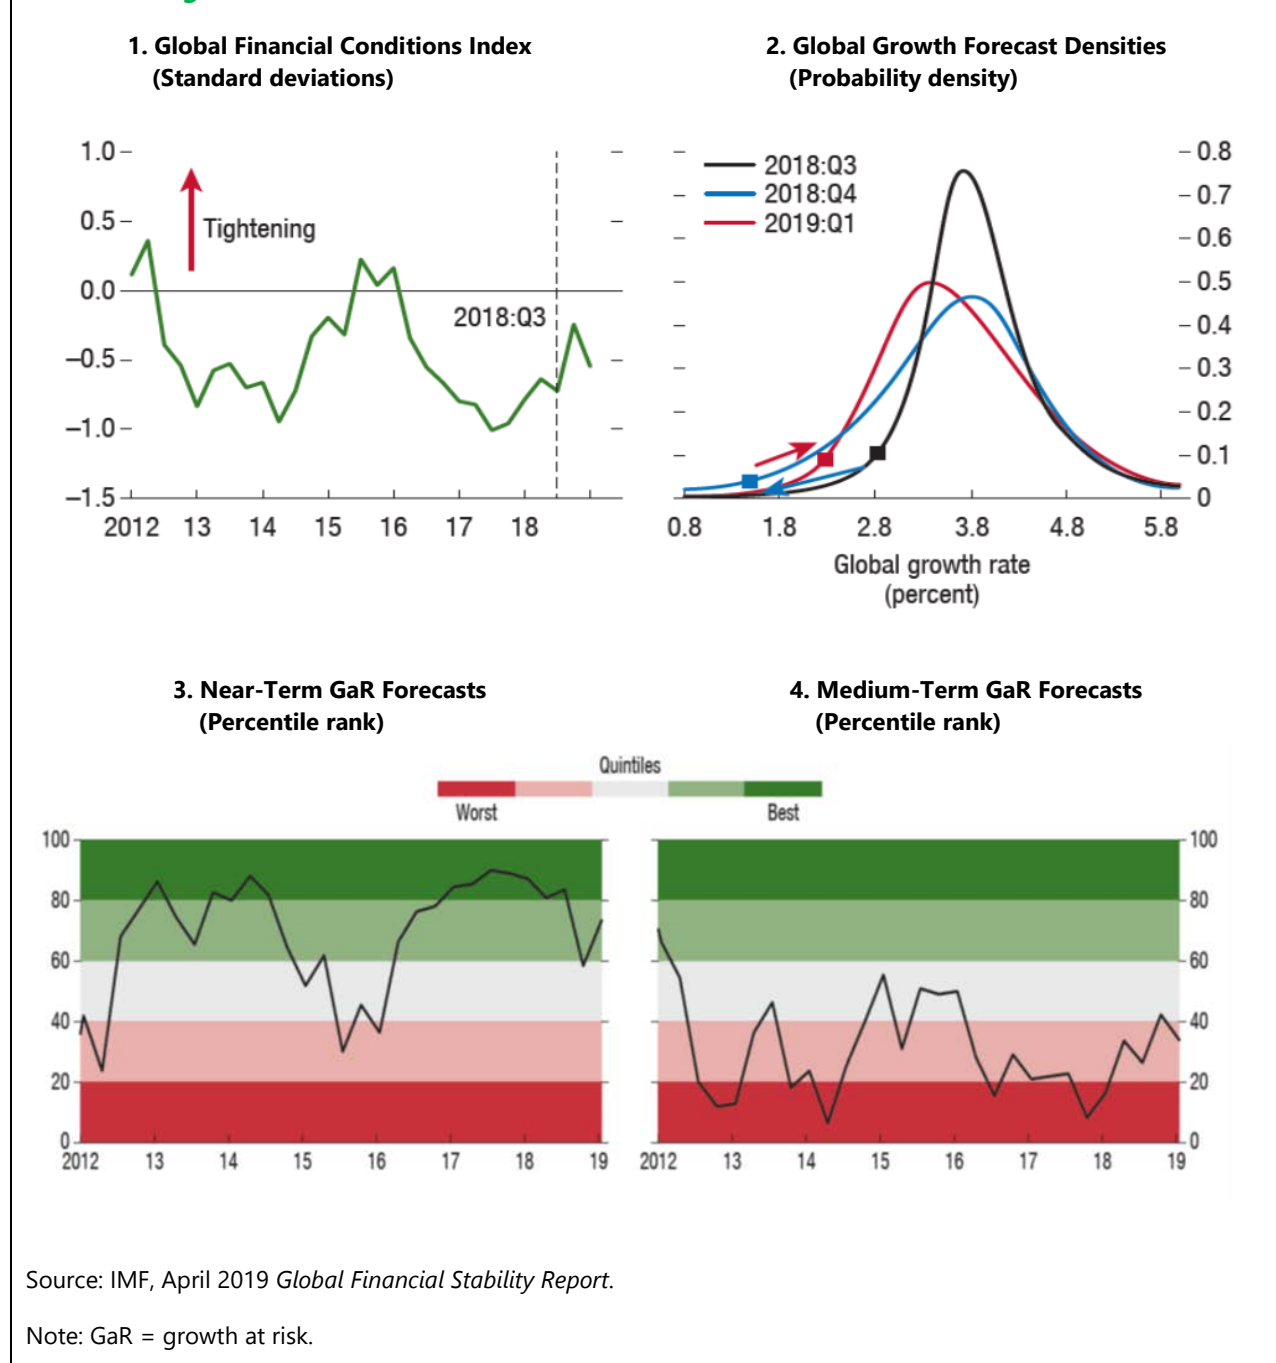 1. Global Financial Conditions Index
(Standard deviations)
1.0
0.5
0.0
–0.5
–1.0
–1.5
Tightening
2018:Q3
2012 13 14 15 16 17 18
2. Global Growth Forecast Densities
(Probability density)
2018:Q3
2018:Q4
2019:Q1
0.8
0.7
0.6
0.5
0.4
0.3
0.2
0.1
0
0.8 1.8 2.8 3.8 4.8 5.8
Global growth rate
(percent)
3. Near-Term GaR Forecasts
(Percentile rank)
4. Medium-Term GaR Forecasts
(Percentile rank)
Quintiles
Worst Best
100
80
60
40
20
0
2012 13 14 15 16 17 18 19
100
80
60
40
20
0
2012 13 14 15 16 17 18 19
Source: IMF, April 2019 Global Financial Stability Report.
Note: GaR = growth at risk.